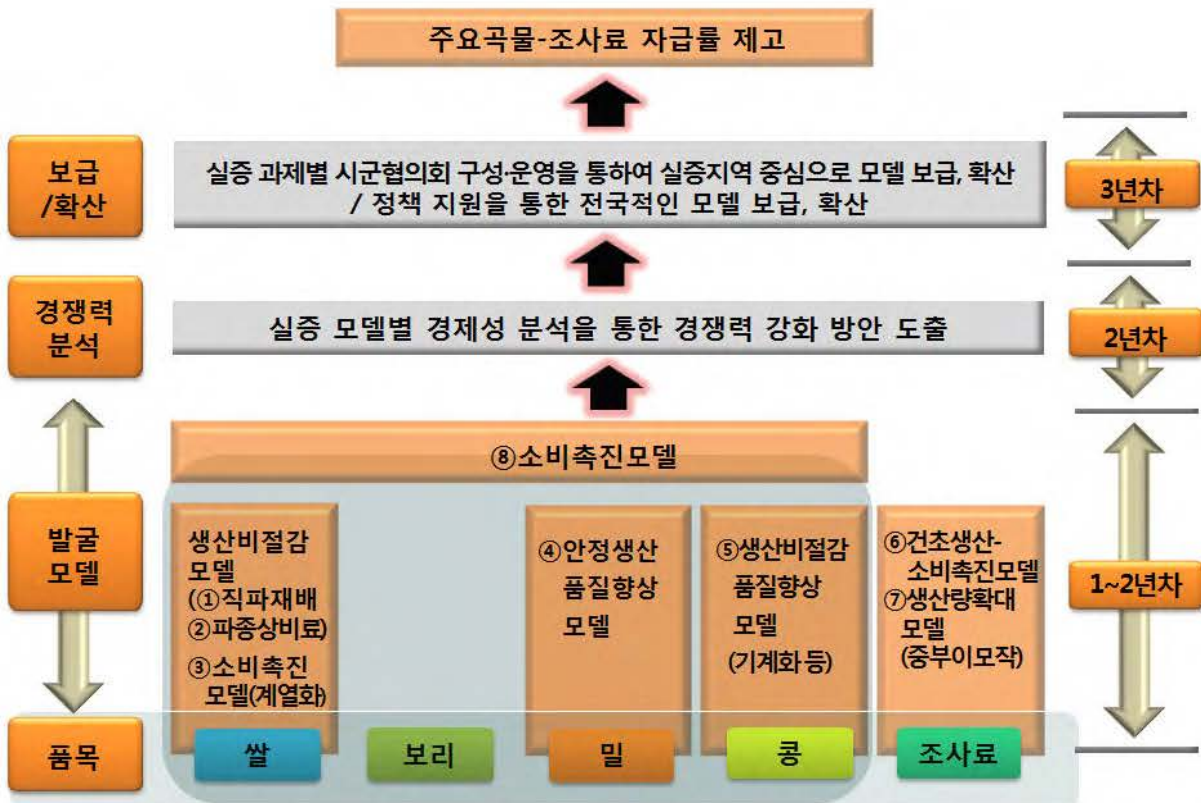 주요곡물-조사료 자급률 제고
보급
/확산
실증 과제별 시군협의회 구성·운영을 통하여 실증지역 중심으로 모델 보급, 확산
/ 정책 지원을 통한 전국적인 모델 보급, 확산
3년차
경쟁력
분석
실증 모델별 경제성 분석을 통한 경쟁력 강화 방안 도출
2년차
⑧소비촉진모델
발굴
모델
생산비절감
모델
(①직파재배
②파종상비료)
③소비촉진
모델(계열화)
④안정생산
품질향상
모델
⑤생산비절감
품질향상
모델
(기계화 등)
⑥건초생산-
소비촉진모델
⑦생산량확대
모델
(중부이모작)
1~2년차
품목
쌀
보리
밀
콩
조사료